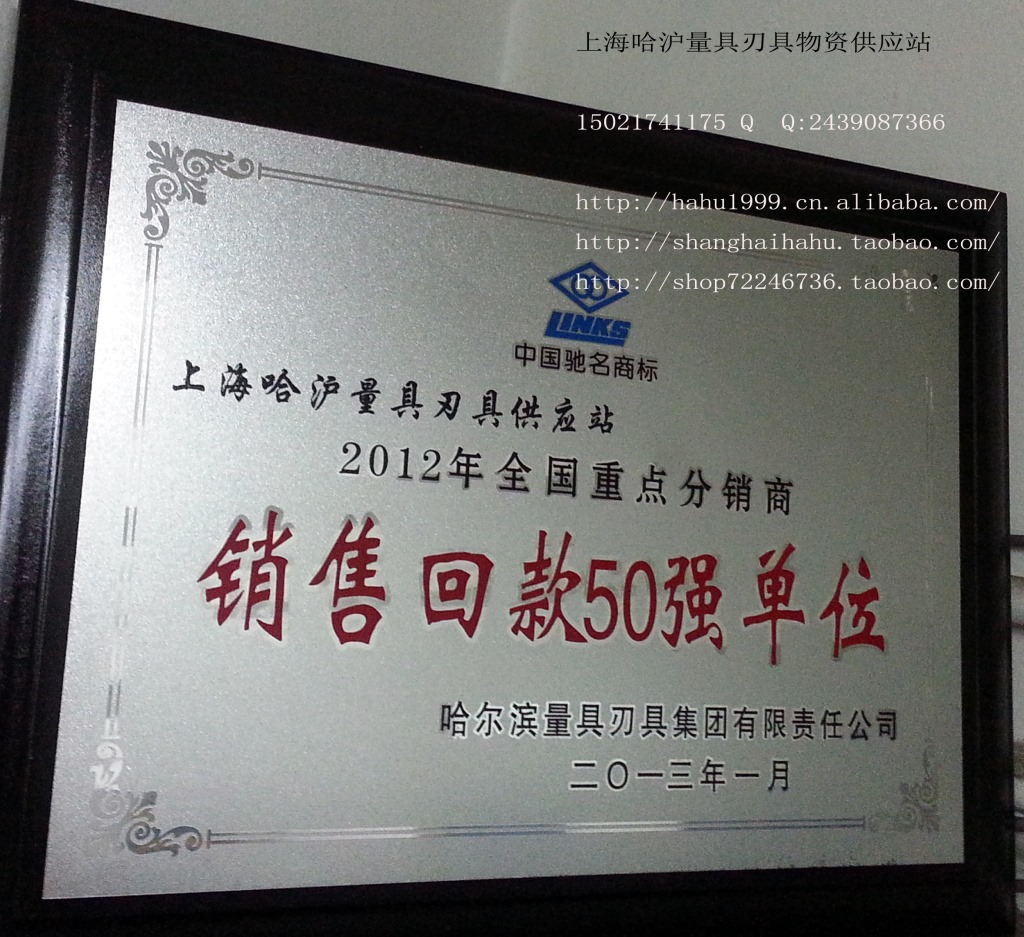 上海哈沪量具刃具物资供应站
15021741175 Q Q:2439087366
http://hahu1999.cn.alibaba.com/
http://shanghaihahu.taobao.com/
http://shop72246736.taobao.com/
LINKS
中国驰名商标
上海哈沪量具刃具供应站
2012年全国重点分销商
销售回款50强单位
哈尔滨量具刃具集团有限责任公司
二〇一三年一月